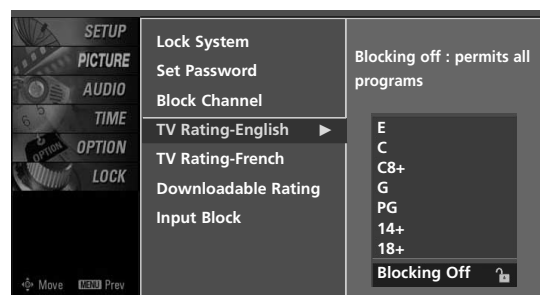 SETUP
PICTURE
AUDIO
TIME
OPTION
LOCK
Move MENU Prev
Lock System
Set Password
Block Channel
TV Rating-English ▶
TV Rating-French
Downloadable Rating
Input Block
Blocking off : permits all
programs
E
C
C8+
G
PG
14+
18+
Blocking Off